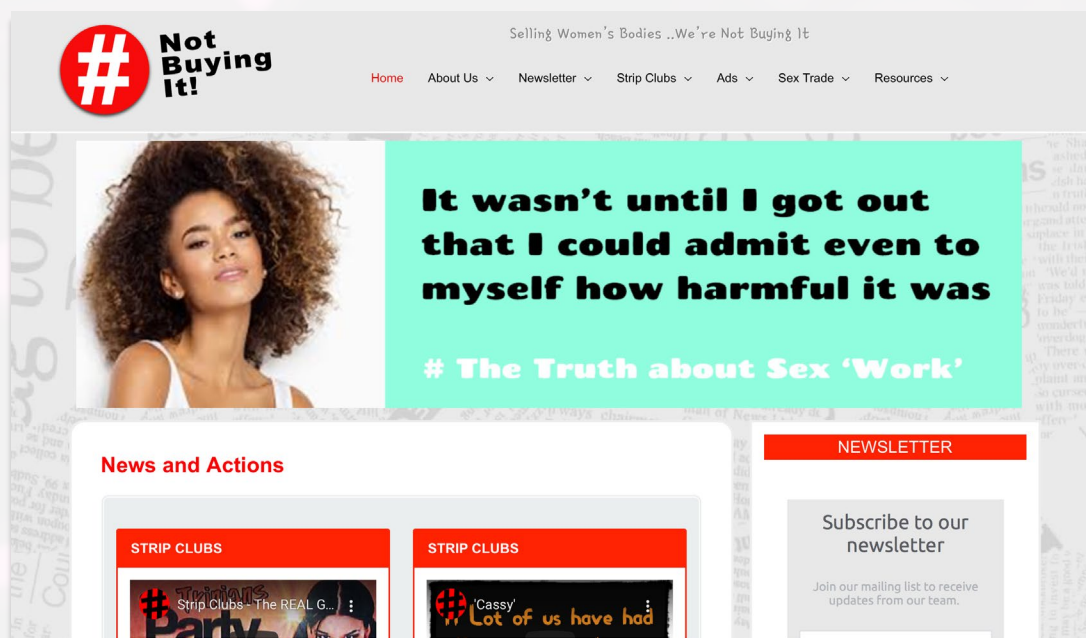 Selling Women's Bodies ..We're Not Buying It
#
Not
Buying
It!
Home About Us Newsletter Strip Clubs Ads Sex Trade Resources
It wasn't until I got out
that I could admit even to
myself how harmful it was
# The Truth about Sex 'Work'
News and Actions
STRIP CLUBS
#
Strip Clubs - The REAL G...
Party
STRIP CLUBS
#
'Cassy'
Lot of us have had
NEWSLETTER
Subscribe to our
newsletter
Join our mailing list to receive
updates from our team.